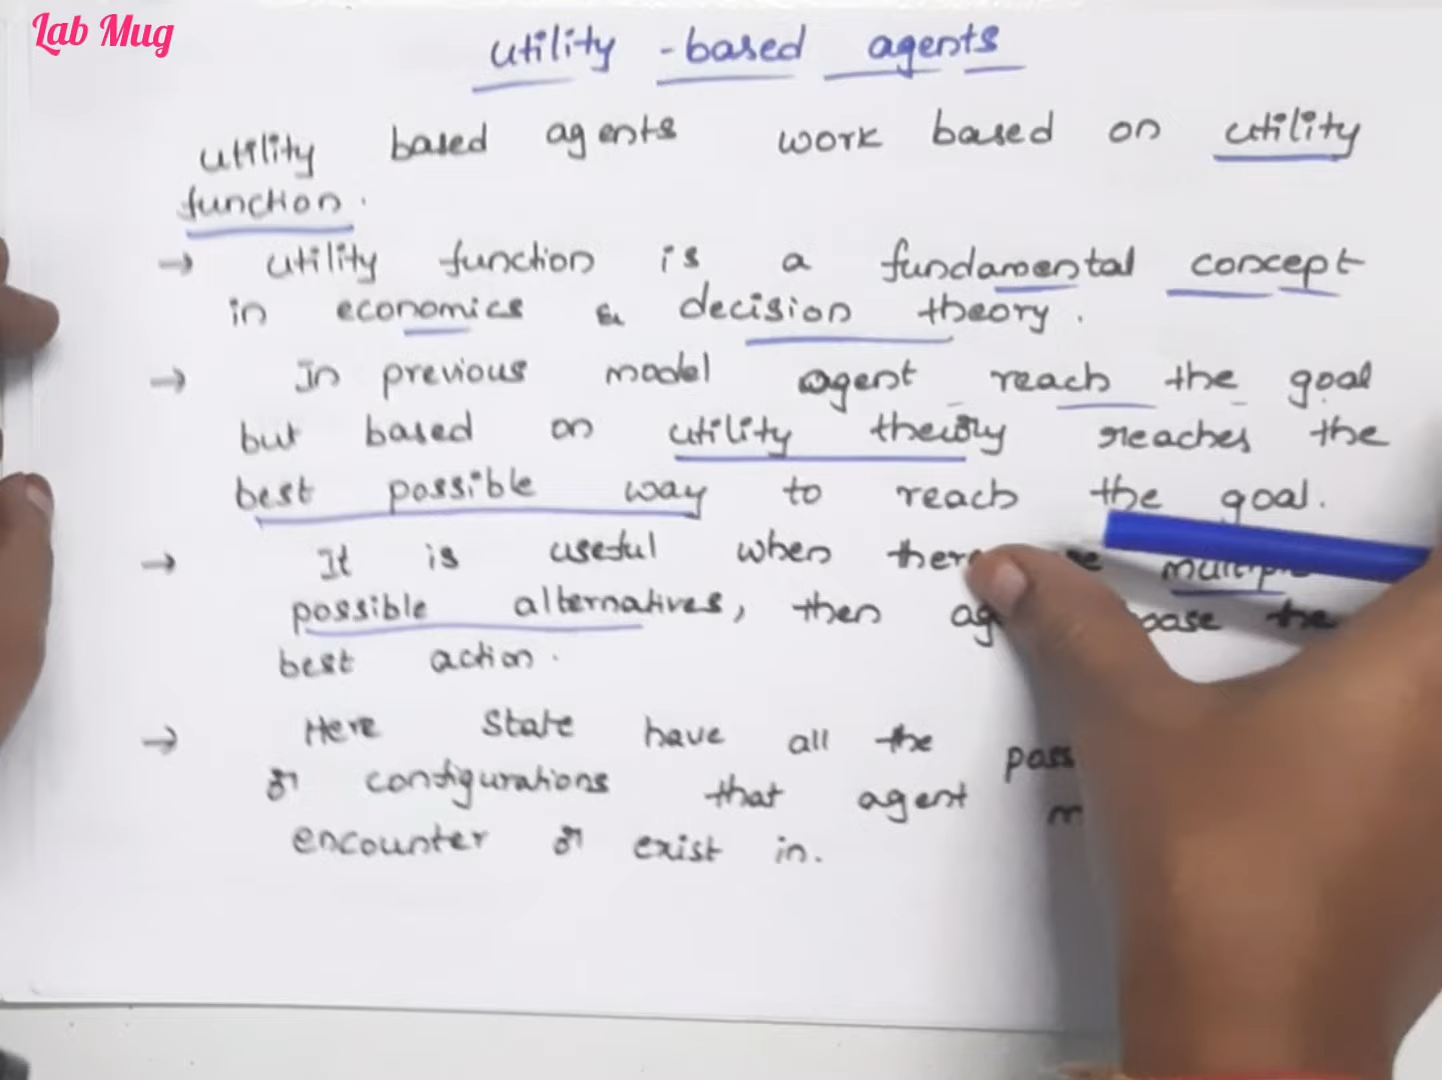 Lab Mug
utility -based agents
utility based agents work based on utility
function.
→ utility function is a fundamental concept
in economics & decision theory.
→ In previous model agent reach the goal
but based on utility theory reaches the
best possible way to reach the goal.
→ It is useful when
possible alternatives, then the
best action.
→ Here State have all the
or configurations that agent
encounter or exist in.